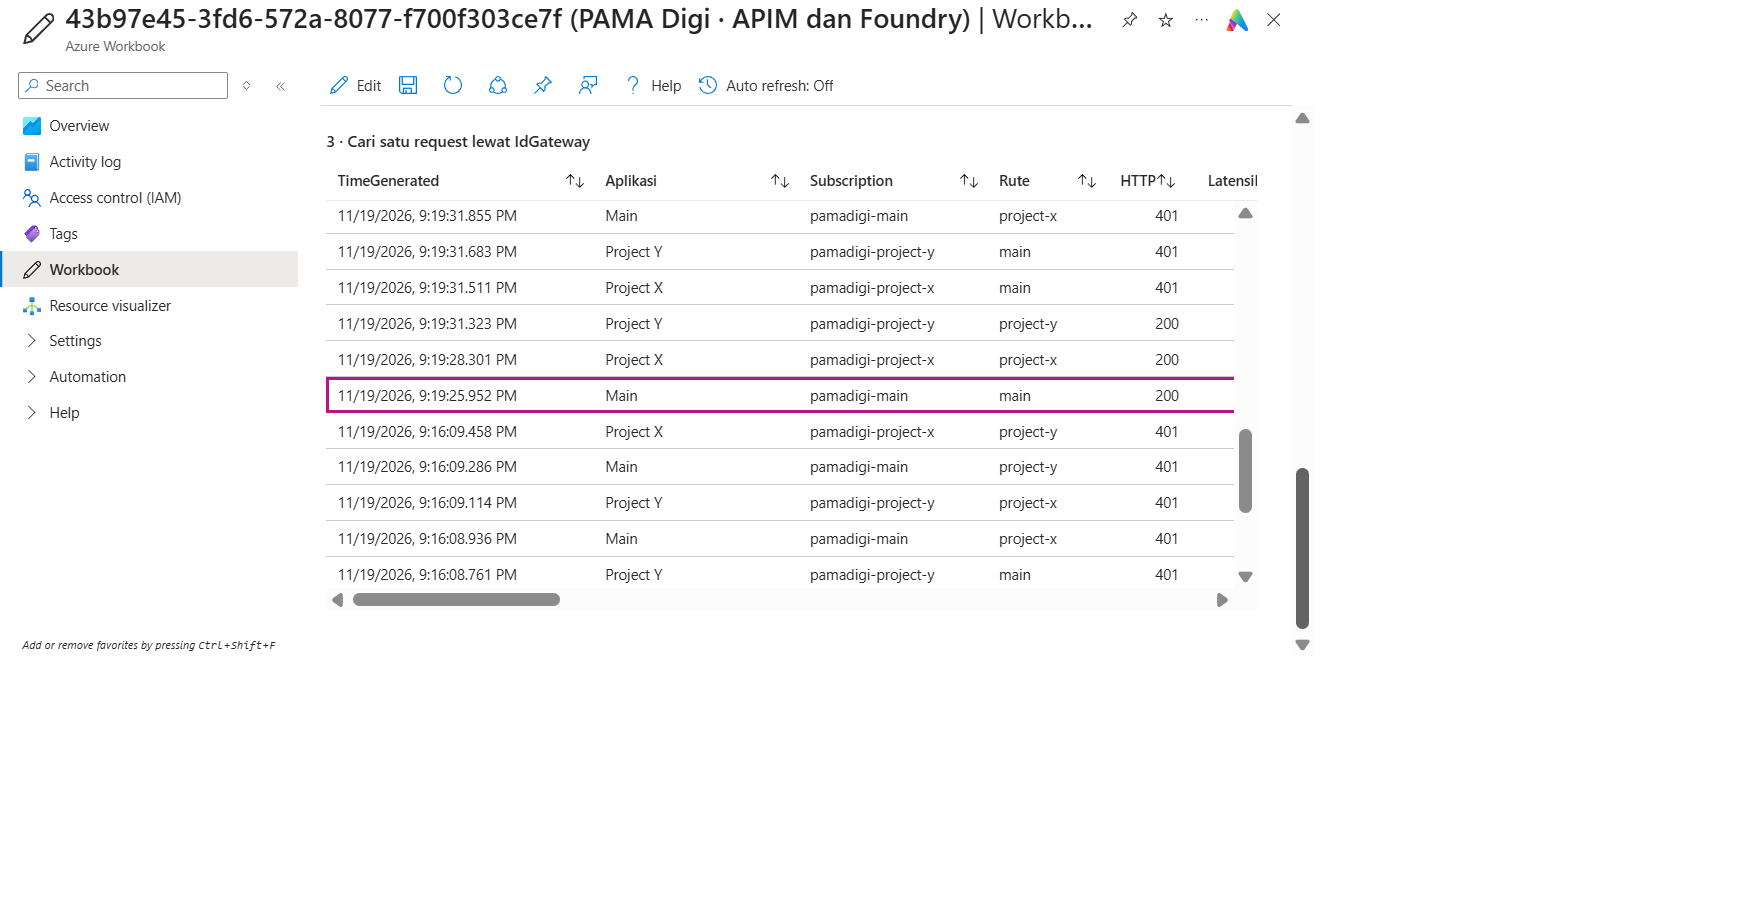 43b97e45-3fd6-572a-8077-f700f303ce7f (PAMA Digi · APIM dan Foundry) | Workb...
Azure Workbook
Search
Edit
Help
Auto refresh: Off
Overview
Activity log
Access control (IAM)
Tags
Workbook
Resource visualizer
Settings
Automation
Help
Add or remove favorites by pressing Ctrl+Shift+F
3 · Cari satu request lewat IdGateway
TimeGenerated Aplikasi Subscription Rute HTTP Latensi
11/19/2026, 9:19:31.855 PM Main pamadigi-main project-x 401
11/19/2026, 9:19:31.683 PM Project Y pamadigi-project-y main 401
11/19/2026, 9:19:31.511 PM Project X pamadigi-project-x main 401
11/19/2026, 9:19:31.323 PM Project Y pamadigi-project-y project-y 200
11/19/2026, 9:19:28.301 PM Project X pamadigi-project-x project-x 200
11/19/2026, 9:19:25.952 PM Main pamadigi-main main 200
11/19/2026, 9:16:09.458 PM Project X pamadigi-project-x project-y 401
11/19/2026, 9:16:09.286 PM Main pamadigi-main project-y 401
11/19/2026, 9:16:09.114 PM Project Y pamadigi-project-y project-x 401
11/19/2026, 9:16:08.936 PM Main pamadigi-main project-x 401
11/19/2026, 9:16:08.761 PM Project Y pamadigi-project-y main 401